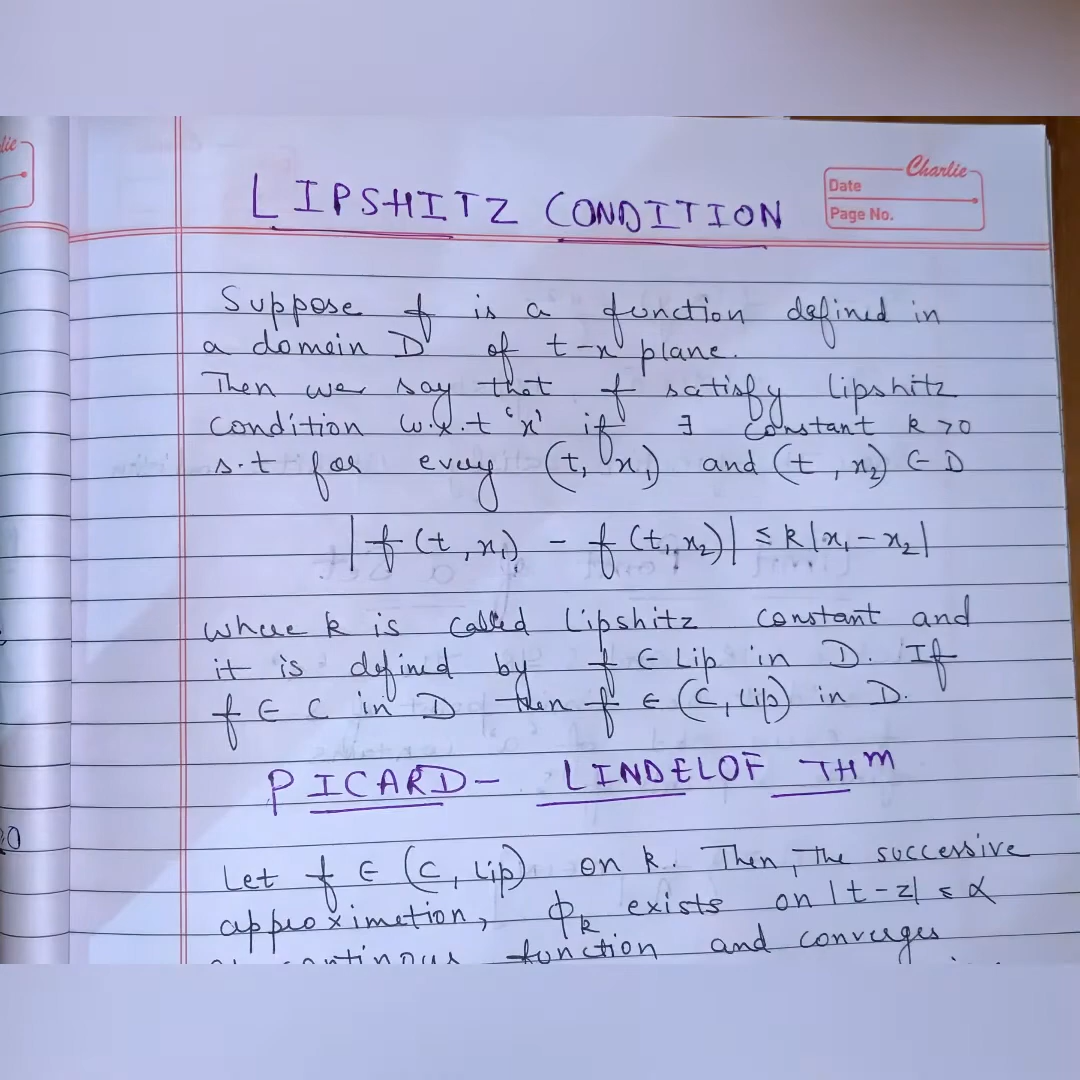 lie
Charlie
Date
Page No.
LIPSHITZ CONDITION
Suppose f is a function defined in
a domain D of t-x plane.
Then we say that f satisfy lipshitz
condition w.r.t 'x' if ∃ constant k >0
s.t for every (t, x₁) and (t, x₂) ∈ D
|f(t, x₁) - f(t, x₂)| ≤ k|x₁ - x₂|
where k is called Lipshitz constant and
it is defined by f ∈ Lip in D. If
f ∈ C in D then f ∈ (C, Lip) in D.
PICARD- LINDELOF THM
Let f ∈ (C, Lip) on k. Then, The successive
approximation, ϕₖ exists on |t-z| ≤ α
continous function and converges